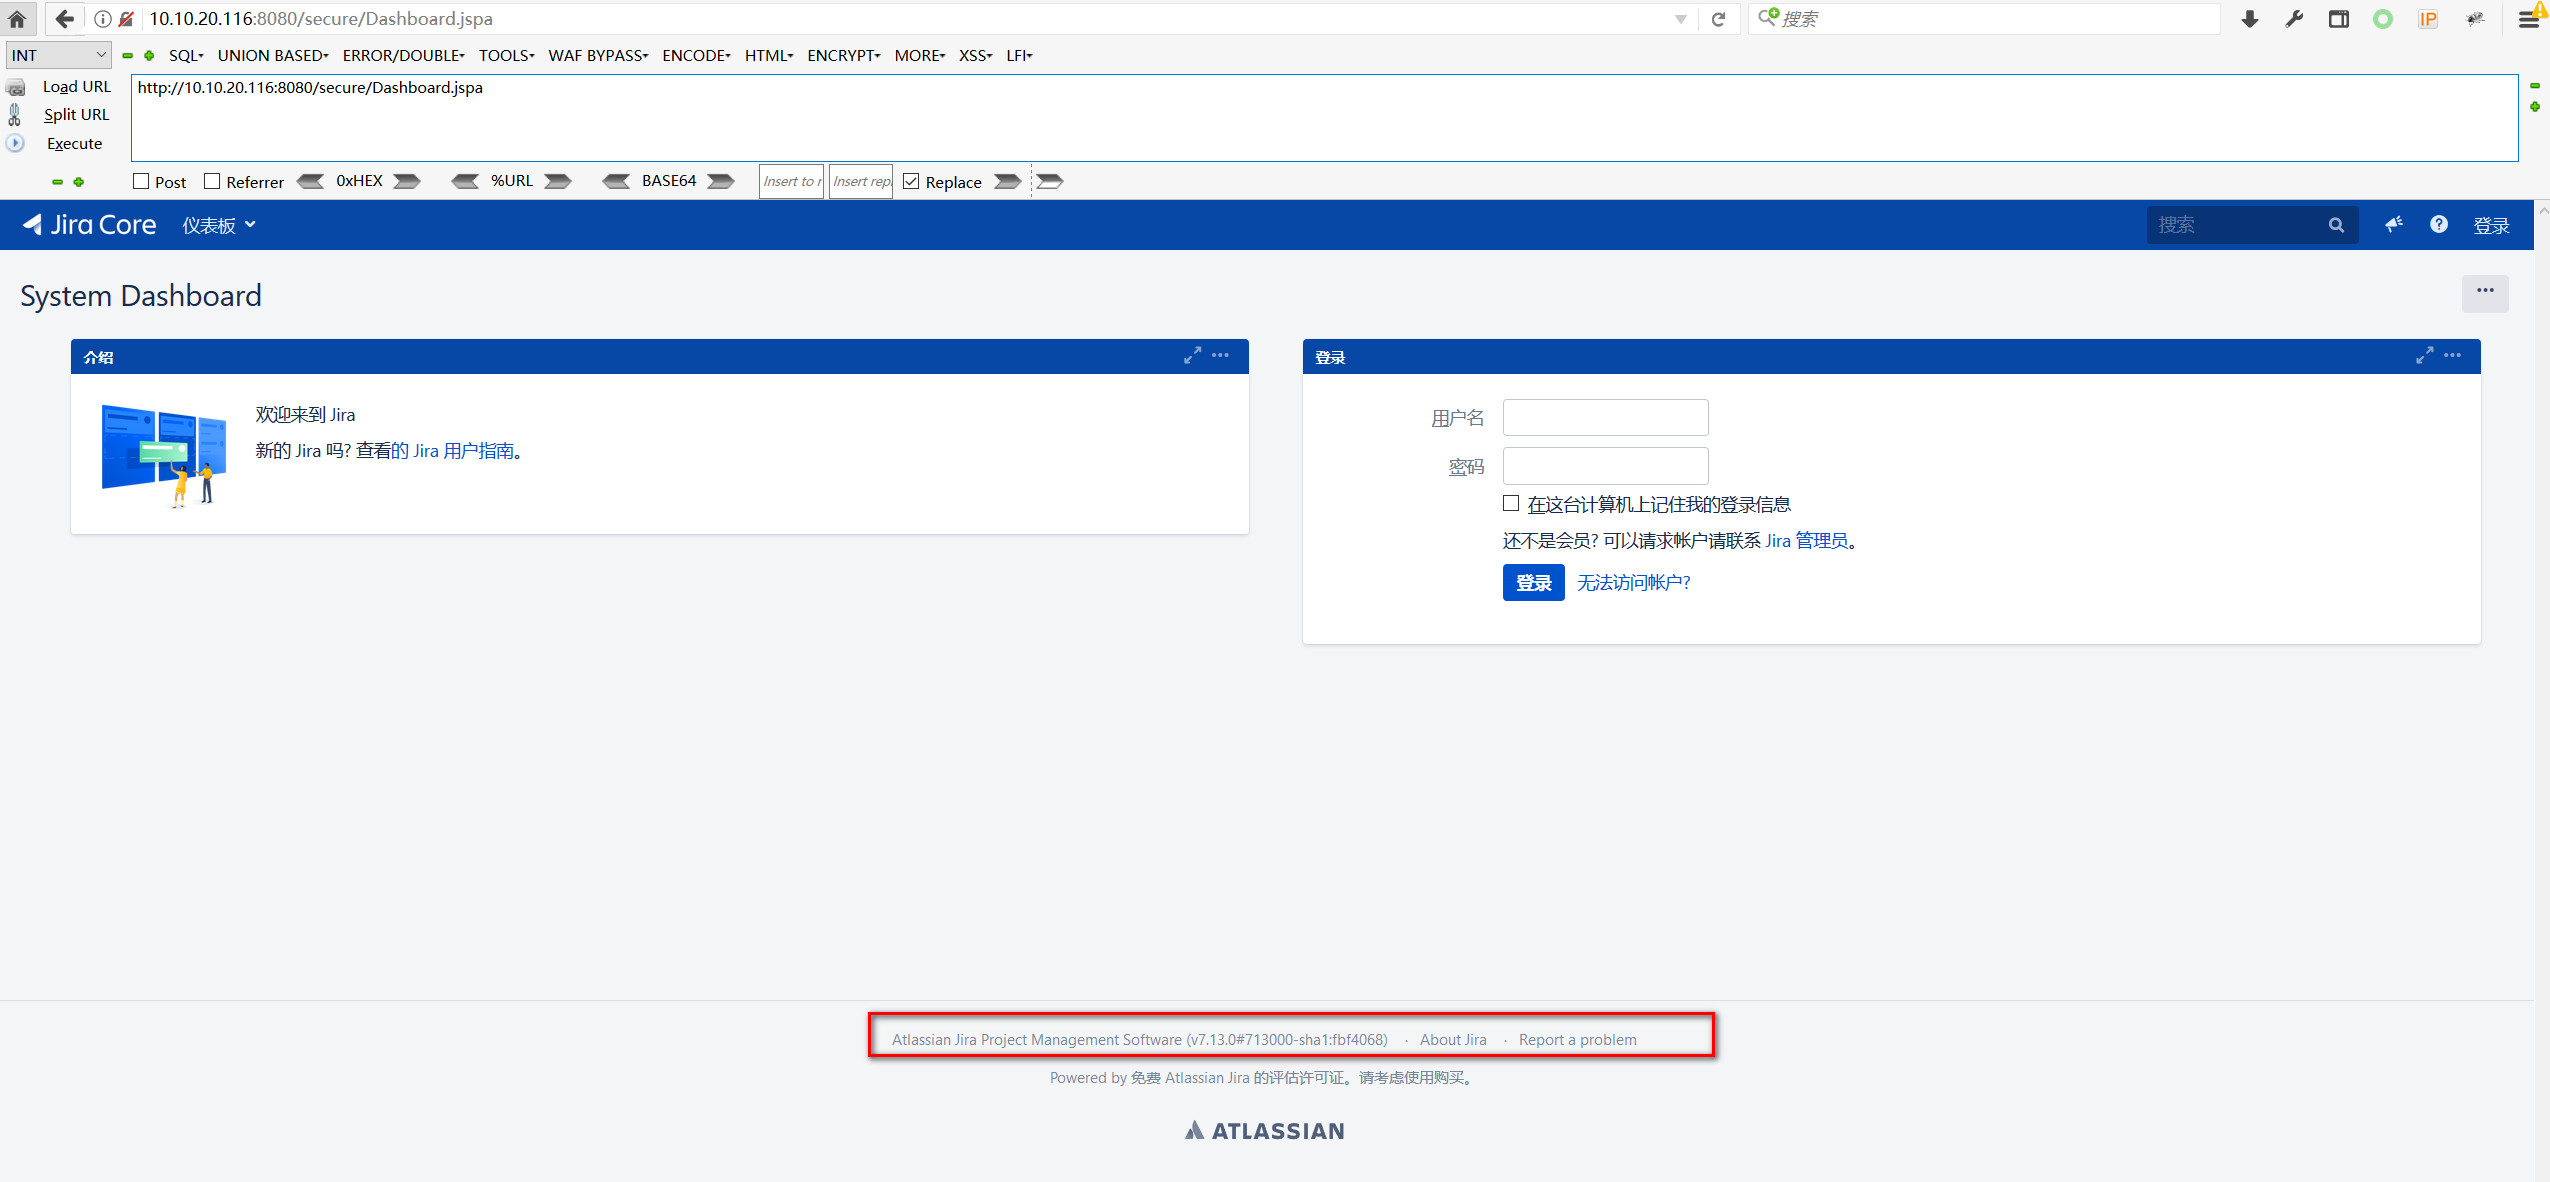 10.10.20.116:8080/secure/Dashboard.jspa 搜索 IP
INT SQL UNION BASED ERROR/DOUBLE TOOLS WAF BYPASS ENCODE HTML ENCRYPT MORE XSS LFI
Load URL http://10.10.20.116:8080/secure/Dashboard.jspa
Split URL
Execute
Post Referrer 0xHEX %URL BASE64 Insert to r Insert rep Replace
Jira Core 仪表板 搜索 登录
System Dashboard
介绍
欢迎来到 Jira
新的 Jira 吗? 查看的 Jira 用户指南。
登录
用户名
密码
在这台计算机上记住我的登录信息
还不是会员? 可以请求帐户请联系 Jira 管理员。
登录 无法访问帐户?
Atlassian Jira Project Management Software (v7.13.0#713000-sha1:fbf4068) · About Jira · Report a problem
Powered by 免费 Atlassian Jira 的评估许可证。请考虑使用购买。
ATLASSIAN